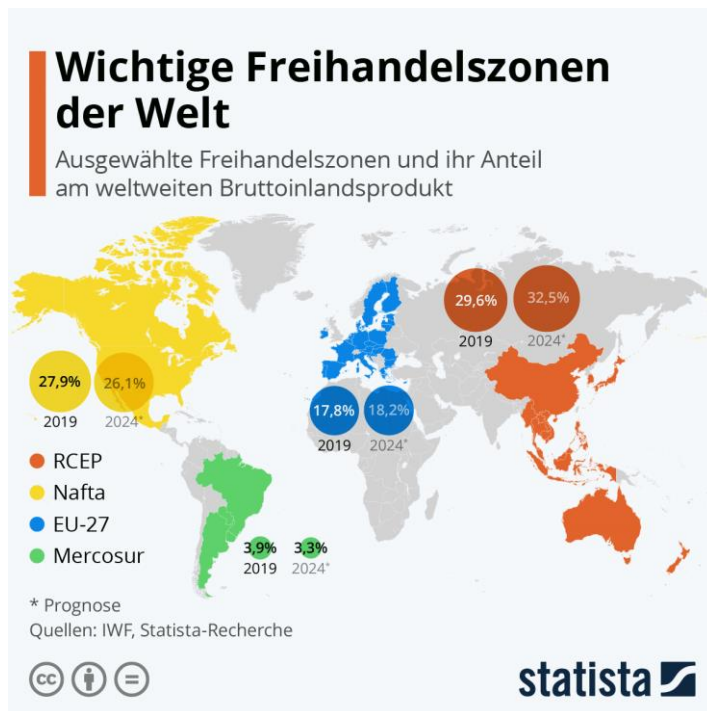 Wichtige Freihandelszonen
der Welt
Ausgewählte Freihandelszonen und ihr Anteil
am weltweiten Bruttoinlandsprodukt
29,6% 32,5%
2019 2024*
27,9% 26,1%
2019 2024*
17,8% 18,2%
2019 2024*
RCEP
Nafta
EU-27
Mercosur
3,9% 3,3%
2019 2024*
* Prognose
Quellen: IWF, Statista-Recherche
cc
statista